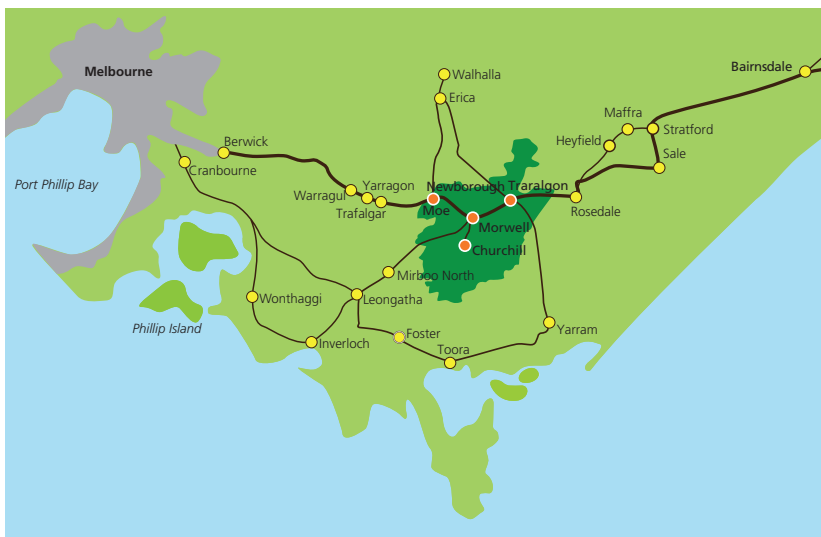 Melbourne
Walhalla
Bairnsdale
Erica
Maffra
Stratford
Heyfield
Berwick
Sale
Cranbourne
Port Phillip Bay
Yarragon
Newborough
Traralgon
Warragul
Trafalgar
Moe
Rosedale
Morwell
Churchill
Mirboo North
Wonthaggi
Leongatha
Phillip Island
Foster
Yarram
Inverloch
Toora